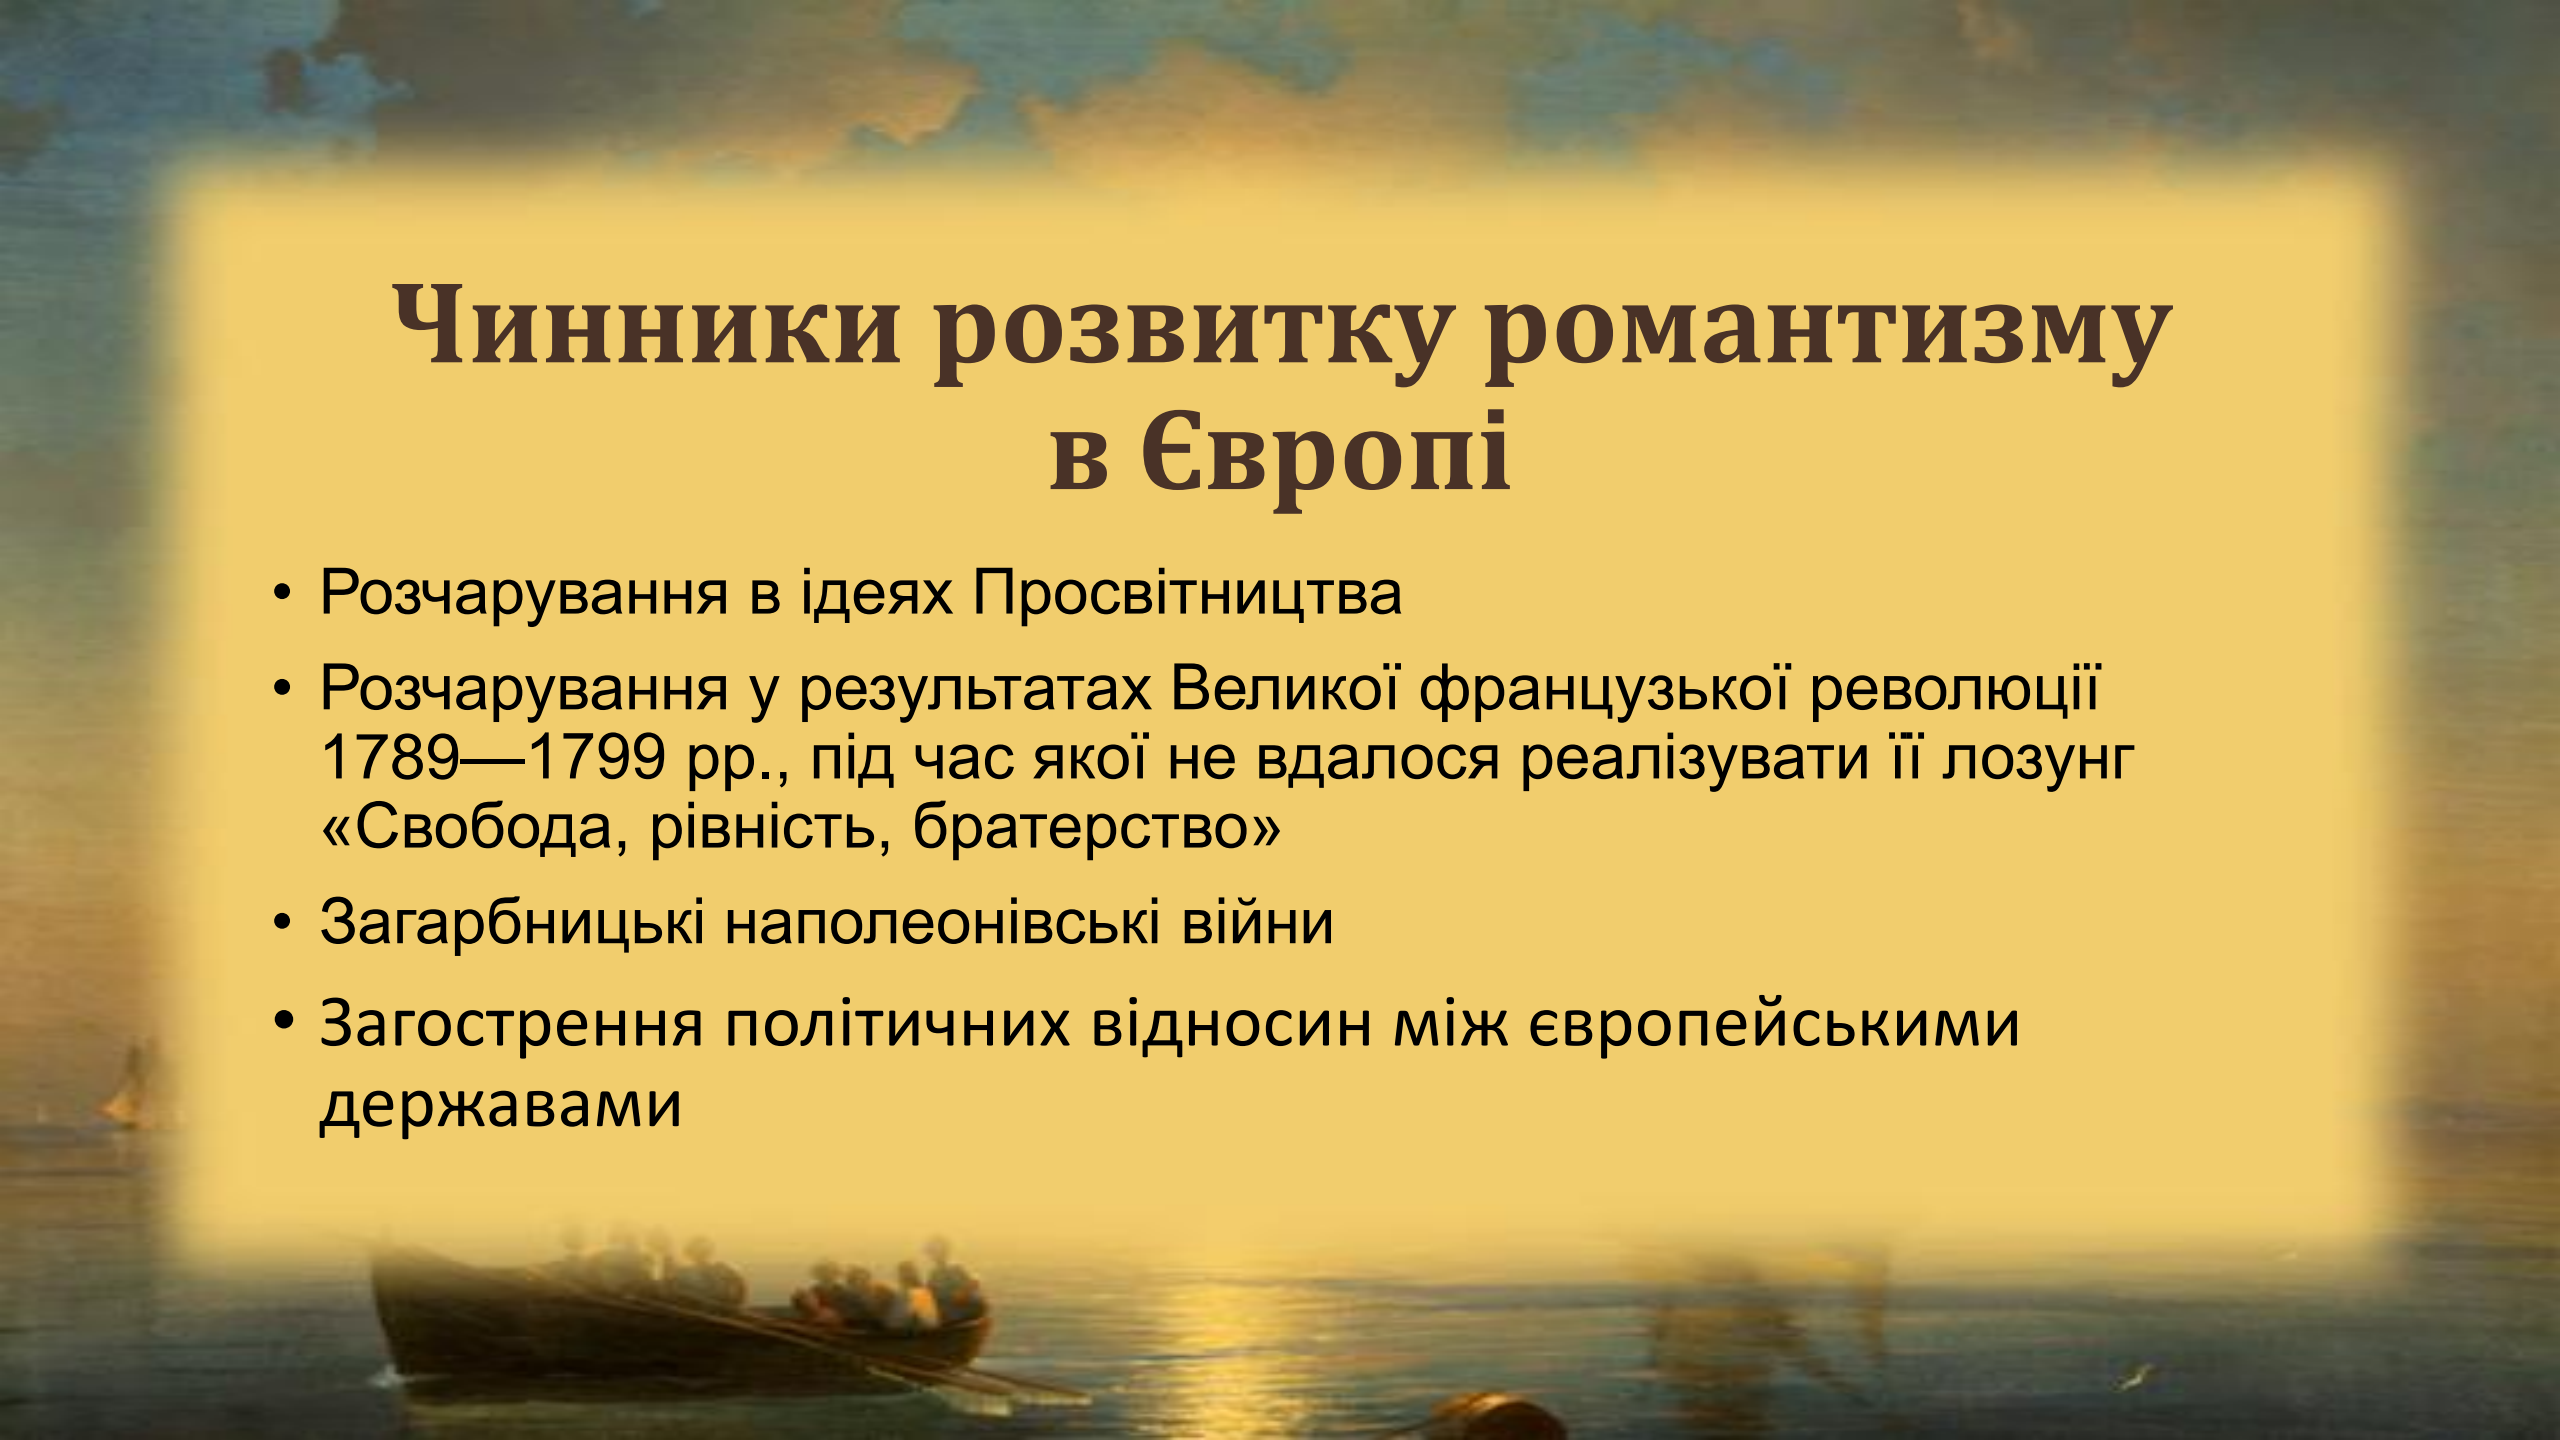 Чинники розвитку романтизму
в Європі
• Розчарування в ідеях Просвітництва
• Розчарування у результатах Великої французької революції
1789—1799 рр., під час якої не вдалося реалізувати її лозунг
«Свобода, рівність, братерство»
• Загарбницькі наполеонівські війни
• Загострення політичних відносин між європейськими
державами